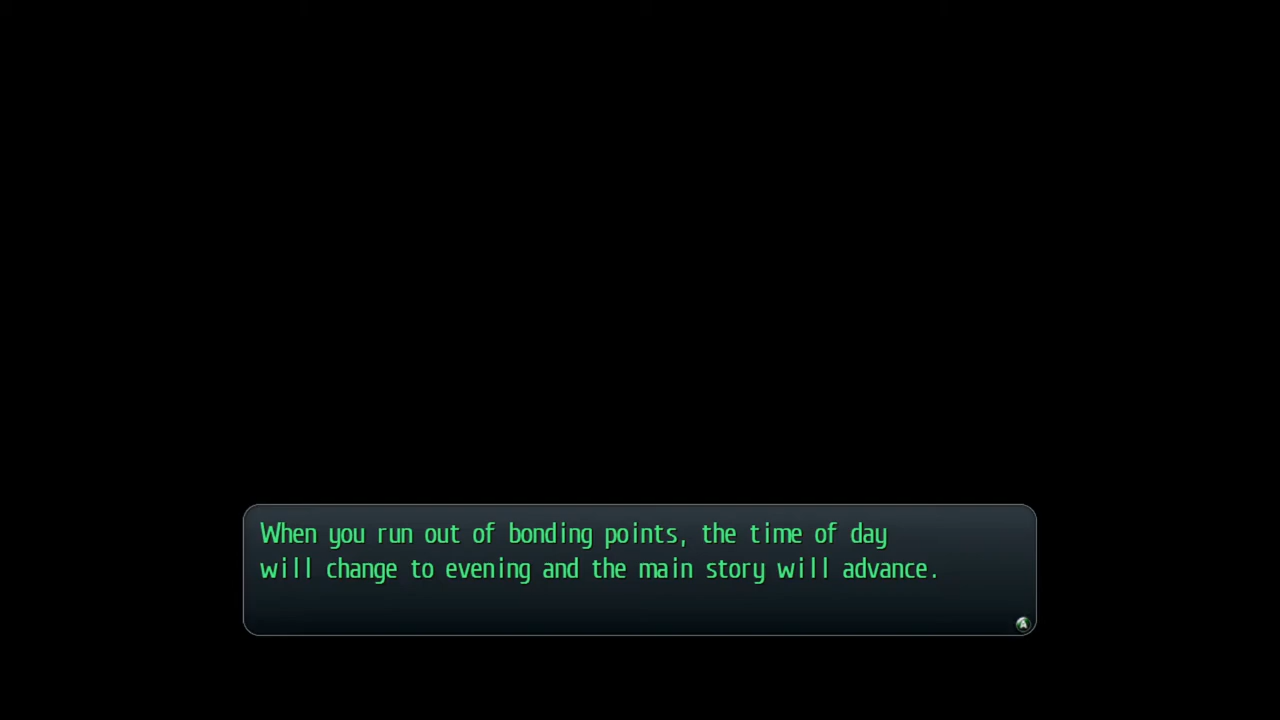 When you run out of bonding points, the time of day
will change to evening and the main story will advance.
A